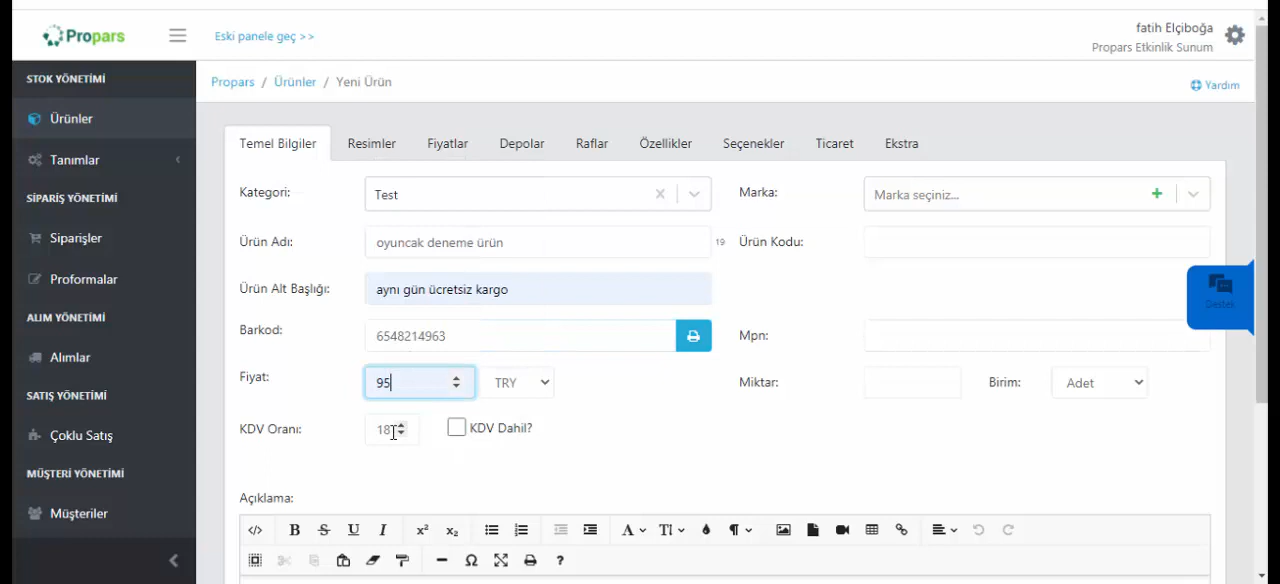 Propars
Eski panele geç >>
fatih Elçiboğa
Propars Etkinlik Sunum
STOK YÖNETİMİ
Ürünler
Tanımlar
SİPARİŞ YÖNETİMİ
Siparişler
Proformalar
ALIM YÖNETİMİ
Alımlar
SATIŞ YÖNETİMİ
Çoklu Satış
MÜŞTERİ YÖNETİMİ
Müşteriler
Propars / Ürünler / Yeni Ürün
Yardım
Temel Bilgiler Resimler Fiyatlar Depolar Raflar Özellikler Seçenekler Ticaret Ekstra
Kategori: Test Marka: Marka seçiniz...
Ürün Adı: oyuncak deneme ürün 19 Ürün Kodu:
Ürün Alt Başlığı: aynı gün ücretsiz kargo
Destek
Barkod: 6548214963 Mpn:
Fiyat: 95 TRY Miktar: Birim: Adet
KDV Oranı: 18 KDV Dahil?
Açıklama: